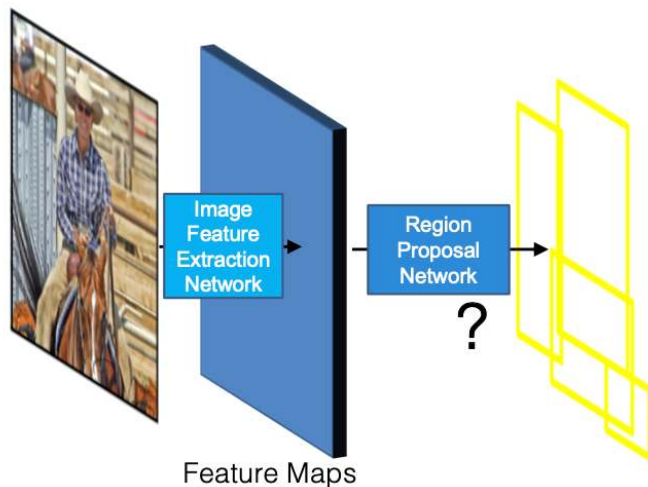 Image
Feature
Extraction
Network
Region
Proposal
Network
?
Feature Maps